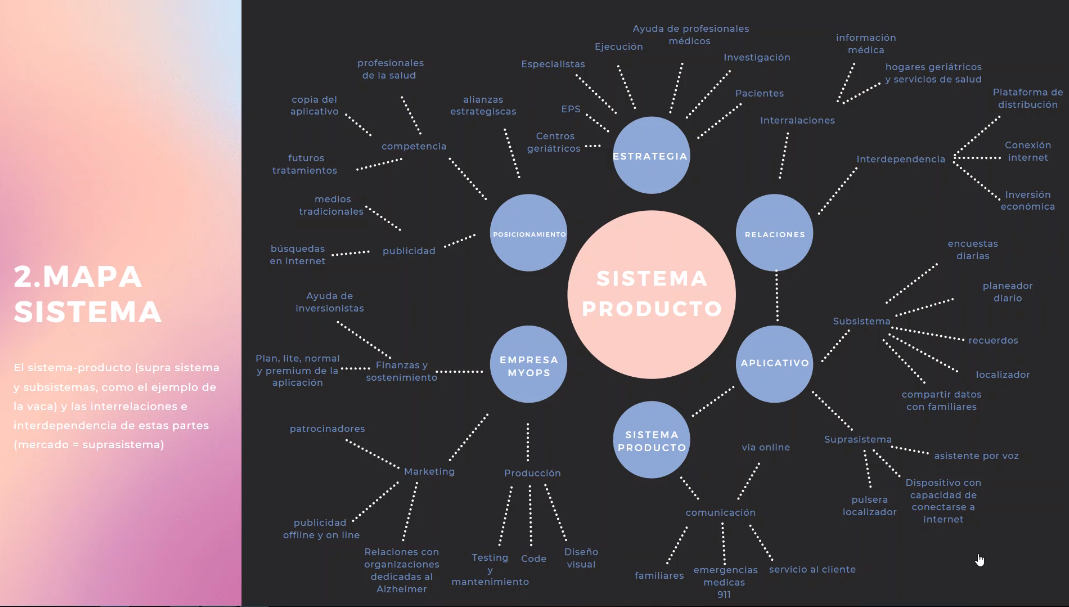 2.MAPA
SISTEMA
El sistema-producto (supra sistema
y subsistemas, como el ejemplo de
la vaca) y las interrelaciones e
interdependencia de estas partes
(mercado = suprasistema)
SISTEMA
PRODUCTO
ESTRATEGIA
Centros
geriátricos
EPS
Especialistas
Ejecución
Ayuda de profesionales
médicos
Investigación
Pacientes
RELACIONES
Interralaciones
información
médica
hogares geriátricos
y servicios de salud
Interdependencia
Plataforma de
distribución
Conexión
internet
Inversión
económica
APLICATIVO
Subsistema
encuestas
diarias
planeador
diario
recuerdos
localizador
compartir datos
con familiares
Suprasistema
asistente por voz
Dispositivo con
capacidad de
conectarse a
internet
pulsera
localizador
SISTEMA
PRODUCTO
comunicación
via online
familiares
emergencias
medicas
911
servicio al cliente
EMPRESA
MYOPS
Producción
Testing
y
mantenimiento
Code
Diseño
visual
Marketing
patrocinadores
publicidad
offline y on line
Relaciones con
organizaciones
dedicadas al
Alzheimer
Finanzas y
sostenimiento
Ayuda de
inversionistas
Plan, lite, normal
y premium de la
aplicación
POSICIONAMIENTO
publicidad
medios
tradicionales
búsquedas
en internet
competencia
profesionales
de la salud
copia del
aplicativo
futuros
tratamientos
alianzas
estrategiscas